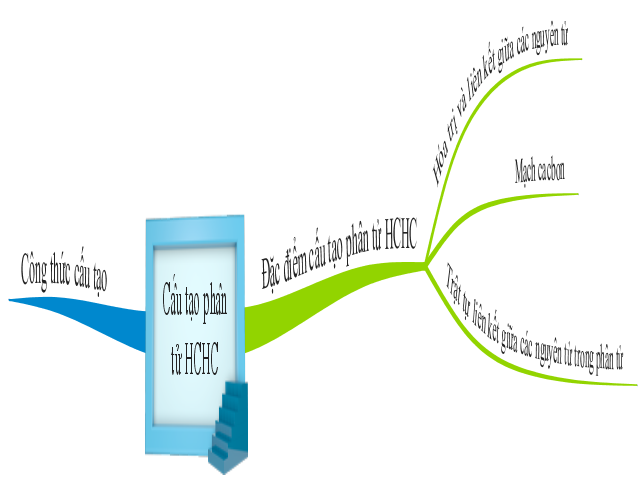 Công thức cấu tạo
Cấu tạo phân
tử HCHC
Đặc điểm cấu tạo phân tử HCHC
Hóa trị và liên kết giữa các nguyên tử
Mạch cacbon
Trật tự liên kết giữa các nguyên tử trong phân tử